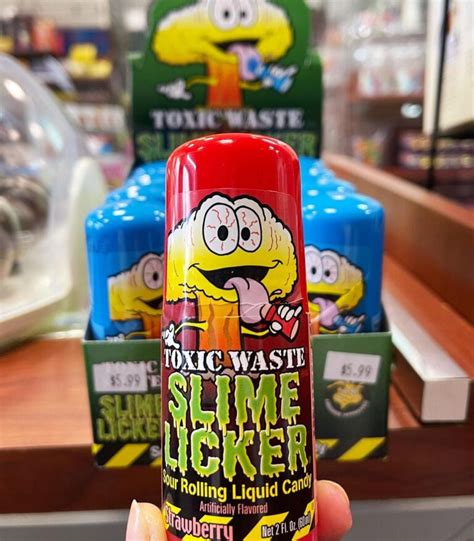 TOXIC WASTE
SLIME LICKER
TOXIC WASTE
SLIME
LICKER
Sour Rolling Liquid Candy
Artificially Flavored
Strawberry
Net 2 Fl. Oz.
$5.99
$5.99
SLIME
LICKER